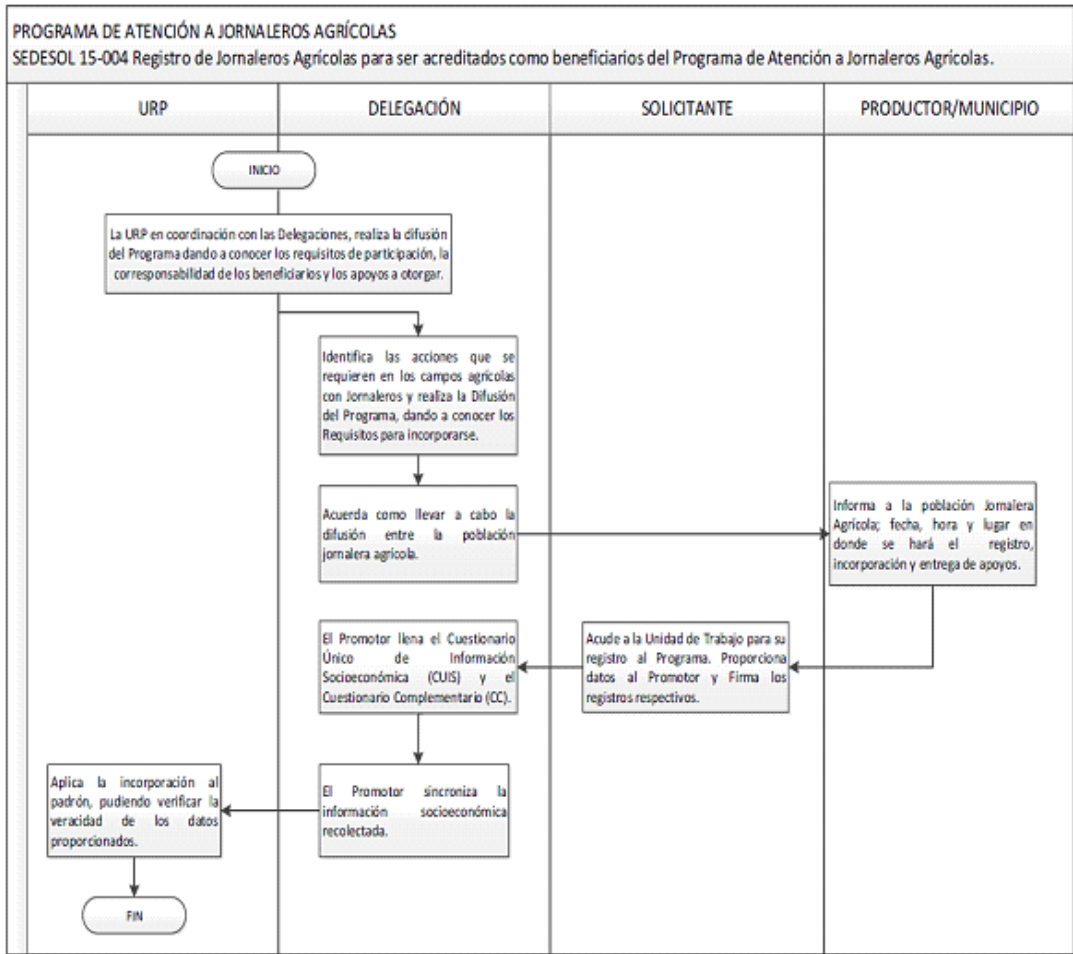 PROGRAMA DE ATENCIÓN A JORNALEROS AGRÍCOLAS
SEDESOL 15-004 Registro de Jornaleros Agrícolas para ser acreditados como beneficiarios del Programa de Atención a Jornaleros Agrícolas.
URP
DELEGACIÓN
SOLICITANTE
PRODUCTOR/MUNICIPIO
INICIO
La URP en coordinación con las Delegaciones, realiza la difusión
del Programa dando a conocer los requisitos de participación, la
corresponsabilidad de los beneficiarios y los apoyos a otorgar.
Identifica las acciones que se
requieren en los campos agrícolas
con Jornaleros y realiza la Difusión
del Programa, dando a conocer los
Requisitos para incorporarse.
Acuerda como llevar a cabo la
difusión entre la población
jornalera agrícola.
Informa a la población Jornalera
Agrícola; fecha, hora y lugar en
donde se hará el registro,
incorporación y entrega de apoyos.
Acude a la Unidad de Trabajo para su
registro al Programa. Proporciona
datos al Promotor y Firma los
registros respectivos.
El Promotor llena el Cuestionario
Único de Información
Socioeconómica (CUIS) y el
Cuestionario Complementario (CC).
El Promotor sincroniza la
información socioeconómica
recolectada.
Aplica la incorporación al
padrón, pudiendo verificar la
veracidad de los datos
proporcionados.
FIN